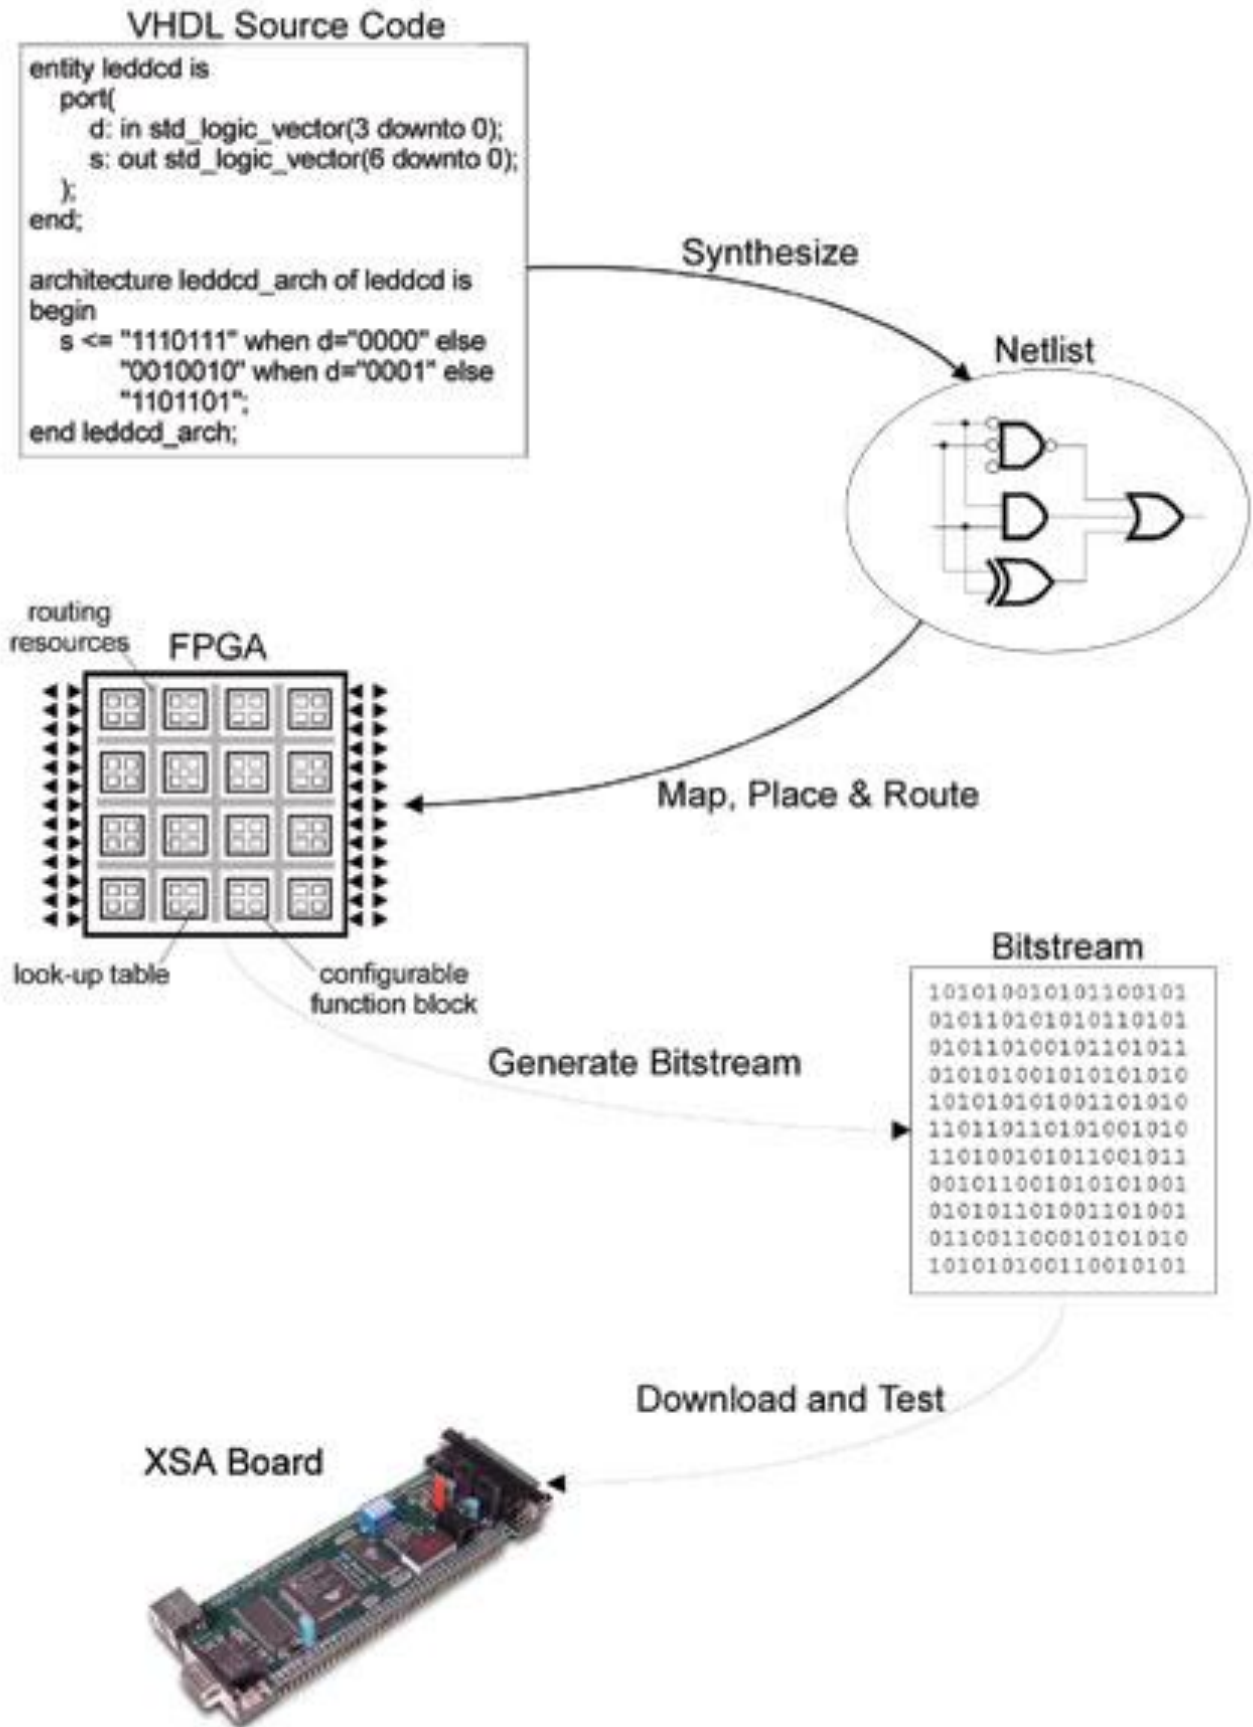 VHDL Source Code
entity leddcd is
port(
d: in std_logic_vector(3 downto 0);
s: out std_logic_vector(6 downto 0);
);
end;
architecture leddcd_arch of leddcd is
begin
s <= "1110111" when d="0000" else
"0010010" when d="0001" else
"1101101";
end leddcd_arch;
Synthesize
Netlist
routing
resources
FPGA
Map, Place & Route
look-up table
configurable
function block
Generate Bitstream
Bitstream
101010010101100101
010110101010110101
010110100101101011
010101001010101010
101010101001101010
110110110101001010
110100101011001011
001011001010101001
010101101001101001
011001100010101010
101010100110010101
Download and Test
XSA Board